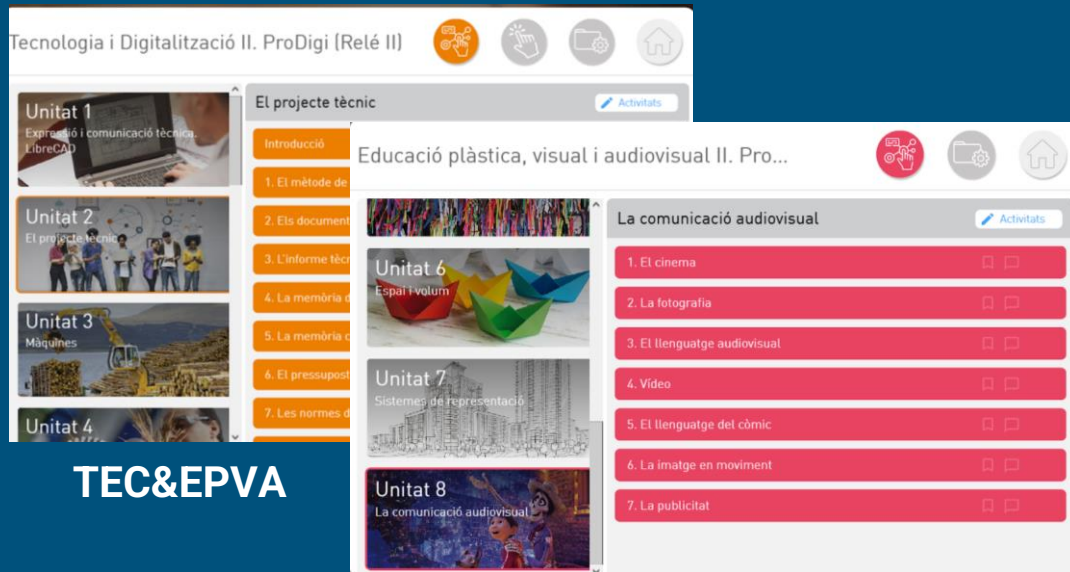 Tecnologia i Digitalització II. ProDigi (Relé II)
Unitat 1
Expressió i comunicació tècnica.
LibreCAD
Unitat 2
El projecte tècnic
Unitat 3
Màquines
Unitat 4
El projecte tècnic
Activitats
Introducció
1. El mètode de
2. Els document
3. L'informe tècn
4. La memòria d
5. La memòria c
6. El pressupost
7. Les normes d
Educació plàstica, visual i audiovisual II. Pro...
Unitat 6
Espai i volum
Unitat 7
Sistemes de representació
Unitat 8
La comunicació audiovisual
La comunicació audiovisual
Activitats
1. El cinema
2. La fotografia
3. El llenguatge audiovisual
4. Vídeo
5. El llenguatge del còmic
6. La imatge en moviment
7. La publicitat
TEC&EPVA